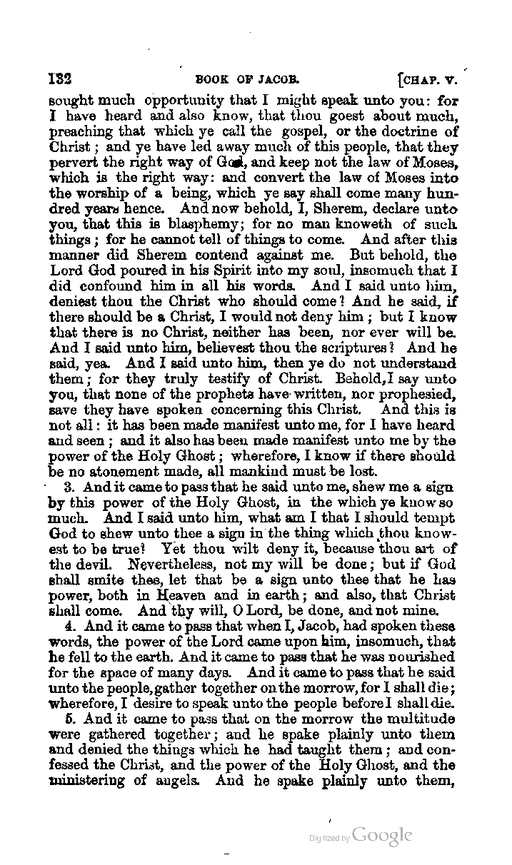 132 BOOK OF JACOB. [CHAP. V.
sought much opportunity that I might speak unto you: for
I have heard and also know, that thou goest about much,
preaching that which ye call the gospel, or the doctrine of
Christ; and ye have led away much of this people, that they
pervert the right way of God, and keep not the law of Moses,
which is the right way: and convert the law of Moses into
the worship of a being, which ye say shall come many hun-
dred years hence. And now behold, I, Sherem, declare unto
you, that this is blasphemy; for no man knoweth of such
things; for he cannot tell of things to come. And after this
manner did Sherem contend against me. But behold, the
Lord God poured in his Spirit into my soul, insomuch that I
did confound him in all his words. And I said unto him,
deniest thou the Christ who should come? And he said, if
there should be a Christ, I would not deny him; but I know
that there is no Christ, neither has been, nor ever will be.
And I said unto him, believest thou the scriptures? And he
said, yea. And I said unto him, then ye do not understand
them; for they truly testify of Christ. Behold, I say unto
you, that none of the prophets have written, nor prophesied,
save they have spoken concerning this Christ. And this is
not all: it has been made manifest unto me, for I have heard
and seen; and it also has been made manifest unto me by the
power of the Holy Ghost; wherefore, I know if there should
be no atonement made, all mankind must be lost.
3. And it came to pass that he said unto me, shew me a sign
by this power of the Holy Ghost, in the which ye know so
much. And I said unto him, what am I that I should tempt
God to shew unto thee a sign in the thing which thou know-
est to be true? Yet thou wilt deny it, because thou art of
the devil. Nevertheless, not my will be done; but if God
shall smite thee, let that be a sign unto thee that he has
power, both in Heaven and in earth; and also, that Christ
shall come. And thy will, O Lord, be done, and not mine.
4. And it came to pass that when I, Jacob, had spoken these
words, the power of the Lord came upon him, insomuch, that
he fell to the earth. And it came to pass that he was nourished
for the space of many days. And it came to pass that he said
unto the people, gather together on the morrow, for I shall die;
wherefore, I desire to speak unto the people before I shall die.
5. And it came to pass that on the morrow the multitude
were gathered together; and he spake plainly unto them
and denied the things which he had taught them; and con-
fessed the Christ, and the power of the Holy Ghost, and the
ministering of angels. And he spake plainly unto them,
Digitized by Google